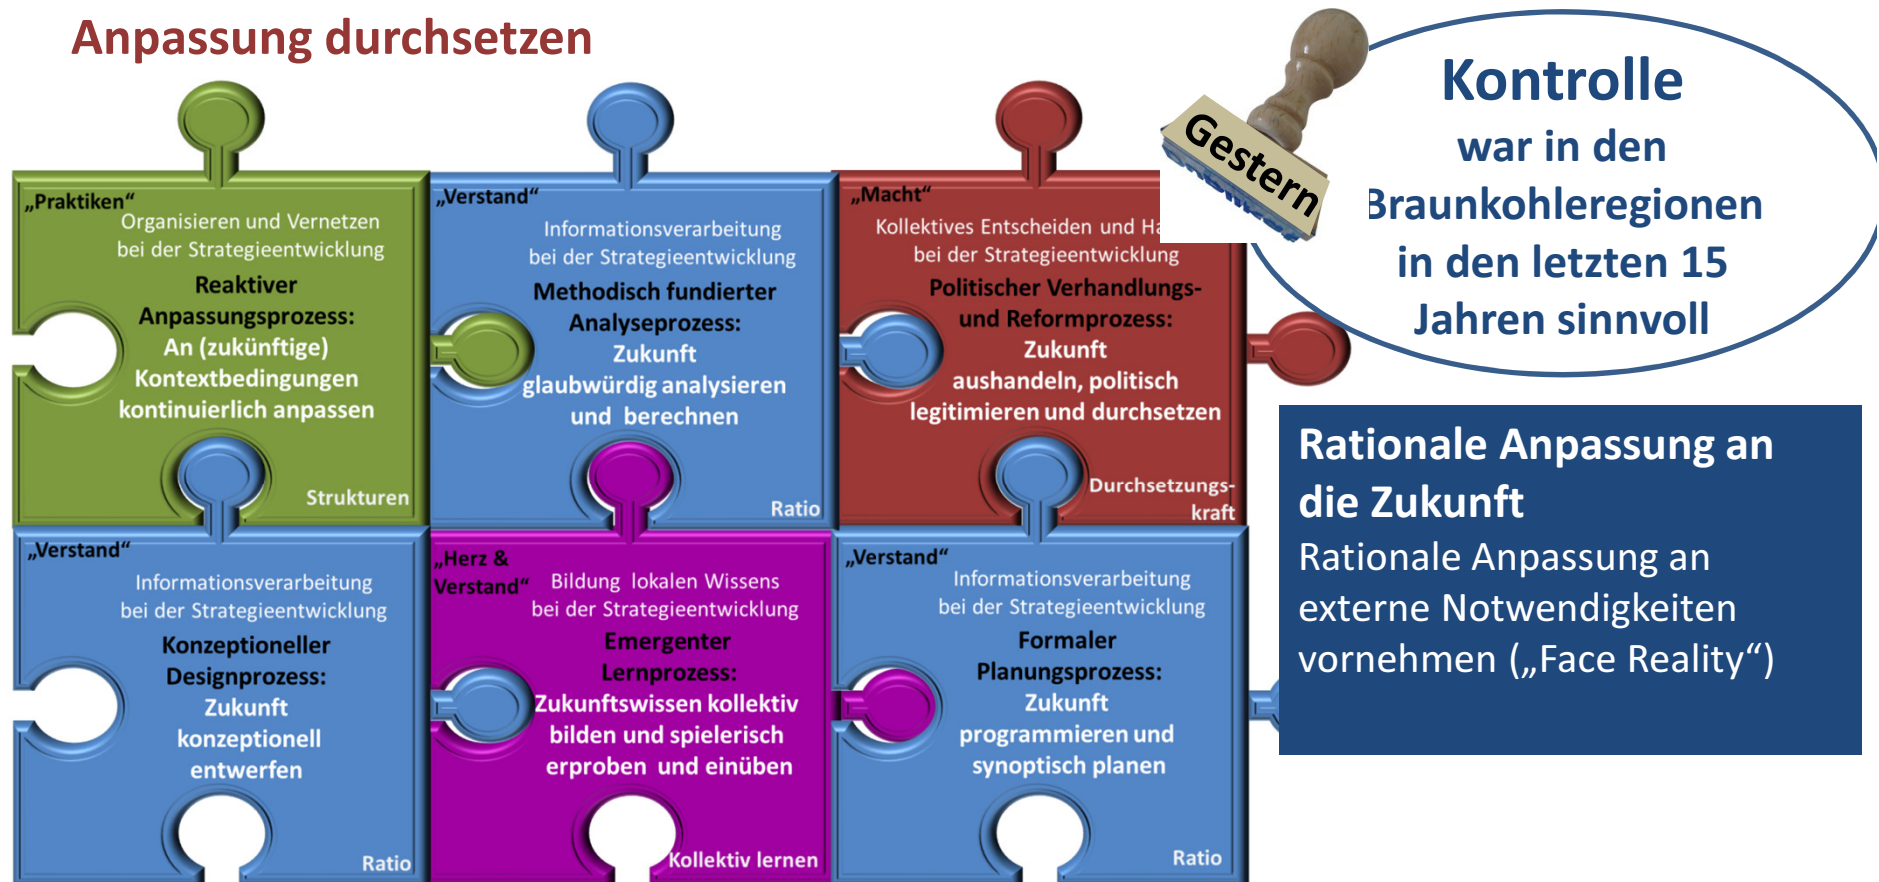 Anpassung durchsetzen
„Praktiken“
Organisieren und Vernetzen
bei der Strategieentwicklung
Reaktiver
Anpassungsprozess:
An (zukünftige)
Kontextbedingungen
kontinuierlich anpassen
Strukturen
„Verstand“
Informationsverarbeitung
bei der Strategieentwicklung
Methodisch fundierter
Analyseprozess:
Zukunft
glaubwürdig analysieren
und berechnen
Ratio
„Macht“
Kollektives Entscheiden und
bei der Strategieentwicklung
Politischer Verhandlungs-
und Reformprozess:
Zukunft
aushandeln, politisch
legitimieren und durchsetzen
Durchsetzungs-
kraft
Gestern
Kontrolle
war in den
Braunkohleregionen
in den letzten 15
Jahren sinnvoll
„Verstand“
Informationsverarbeitung
bei der Strategieentwicklung
Konzeptioneller
Designprozess:
Zukunft
konzeptionell
entwerfen
Ratio
„Herz &
Verstand“
Bildung lokalen Wissens
bei der Strategieentwicklung
Emergenter
Lernprozess:
Zukunftswissen kollektiv
bilden und spielerisch
erproben und einüben
Kollektiv lernen
„Verstand“
Informationsverarbeitung
bei der Strategieentwicklung
Formaler
Planungsprozess:
Zukunft
programmieren und
synoptisch planen
Ratio
Rationale Anpassung an
die Zukunft
Rationale Anpassung an
externe Notwendigkeiten
vornehmen („Face Reality“)